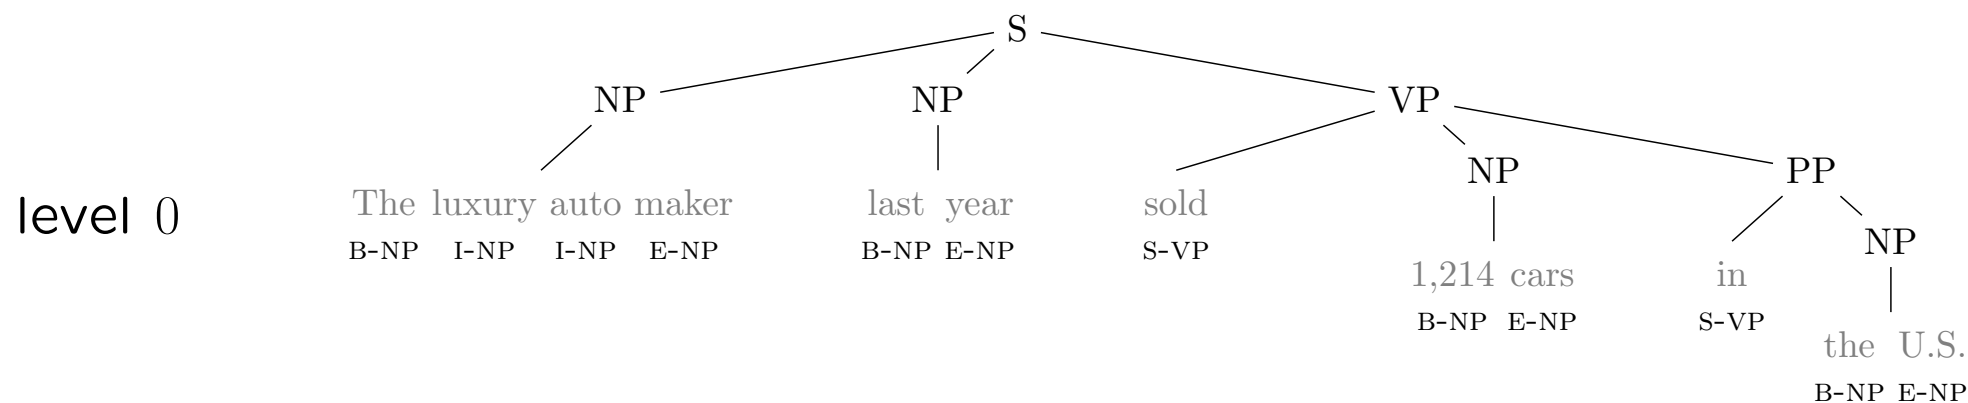 S
NP NP VP
NP PP
level 0 The luxury auto maker last year sold
NP
B-NP I-NP I-NP E-NP B-NP E-NP S-VP
1,214 cars in
B-NP E-NP S-VP
the U.S.
B-NP E-NP